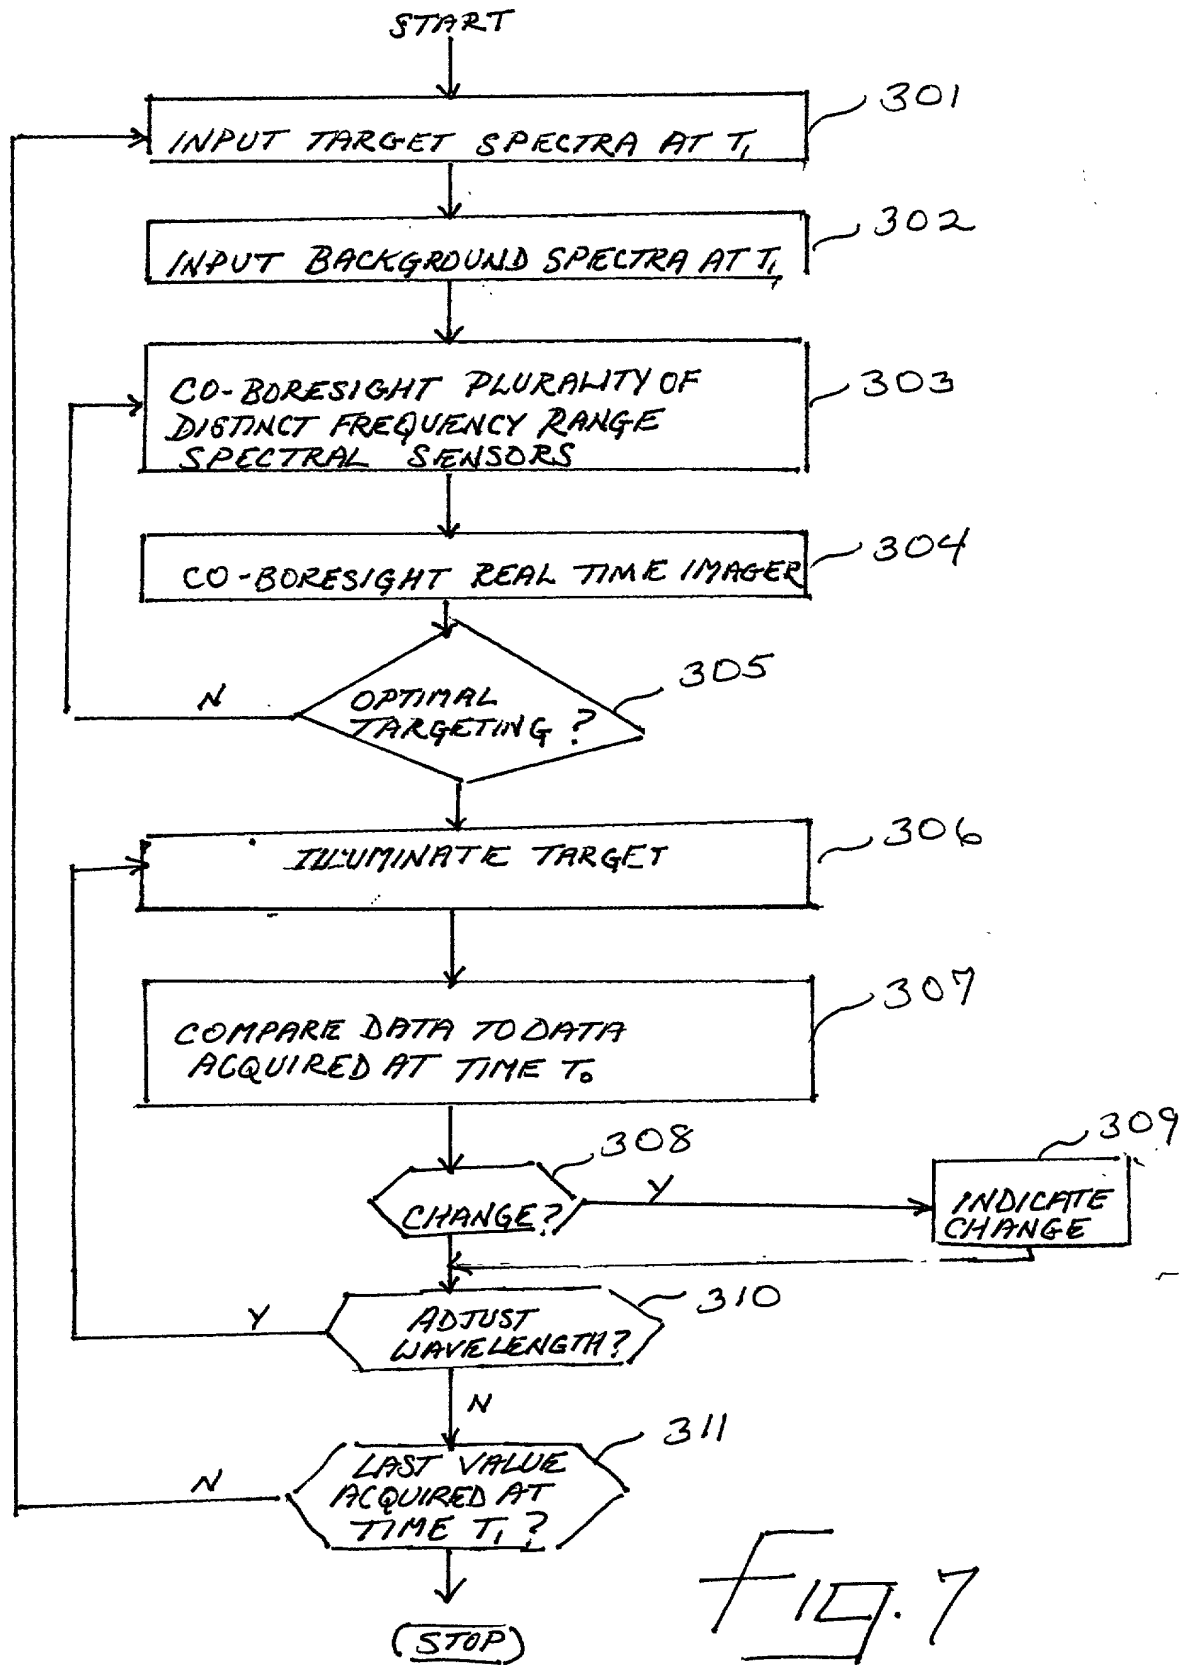 START
301
INPUT TARGET SPECTRA AT T₁
302
INPUT BACKGROUND SPECTRA AT T₁
CO-BORESIGHT PLURALITY OF
303
DISTINCT FREQUENCY RANGE
SPECTRAL SENSORS
304
CO-BORESIGHT REAL TIME IMAGER
305
N
OPTIMAL
TARGETING ?
306
ILLUMINATE TARGET
307
COMPARE DATA TO DATA
ACQUIRED AT TIME T₀
308
309
Y
CHANGE?
INDICATE
CHANGE
310
Y
ADJUST
WAVELENGTH?
N
311
N
LAST VALUE
ACQUIRED AT
TIME T₁ ?
(STOP)
Fig. 7